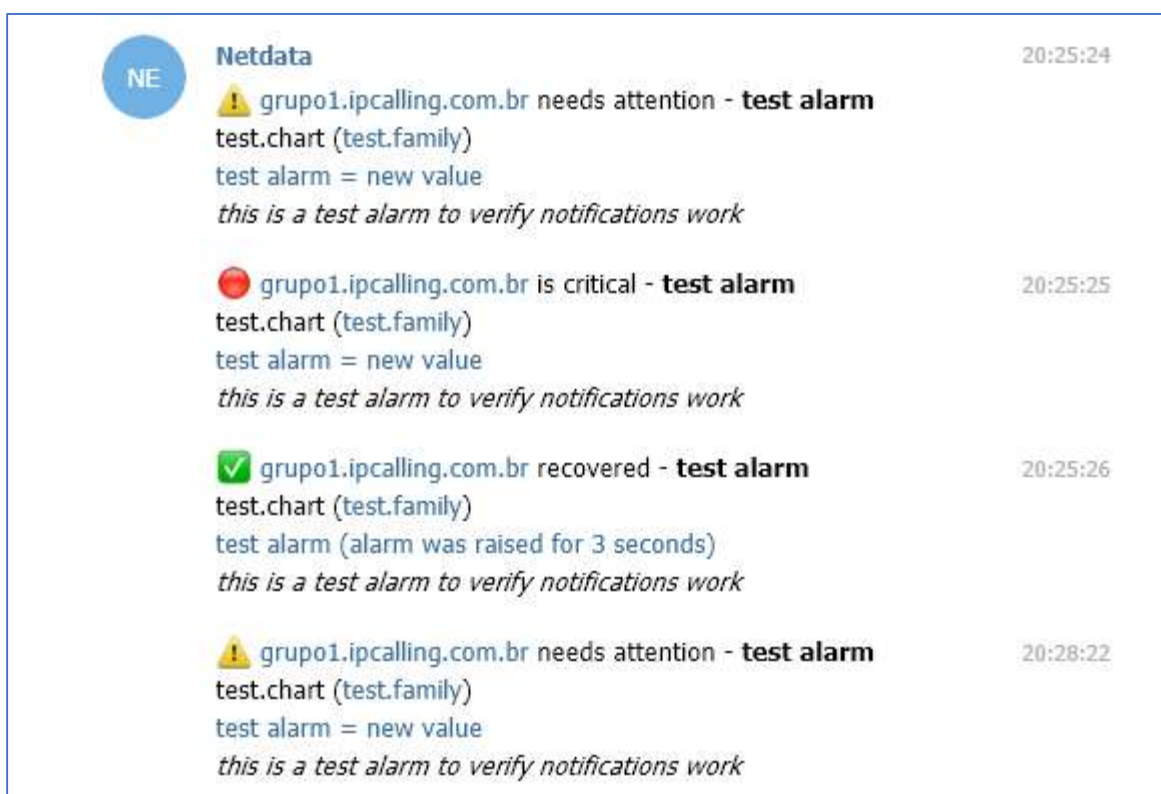 NE
Netdata 20:25:24
⚠️ grupo1.ipcalling.com.br needs attention - test alarm
test.chart (test.family)
test alarm = new value
this is a test alarm to verify notifications work
🔴 grupo1.ipcalling.com.br is critical - test alarm 20:25:25
test.chart (test.family)
test alarm = new value
this is a test alarm to verify notifications work
✅ grupo1.ipcalling.com.br recovered - test alarm 20:25:26
test.chart (test.family)
test alarm (alarm was raised for 3 seconds)
this is a test alarm to verify notifications work
⚠️ grupo1.ipcalling.com.br needs attention - test alarm 20:28:22
test.chart (test.family)
test alarm = new value
this is a test alarm to verify notifications work